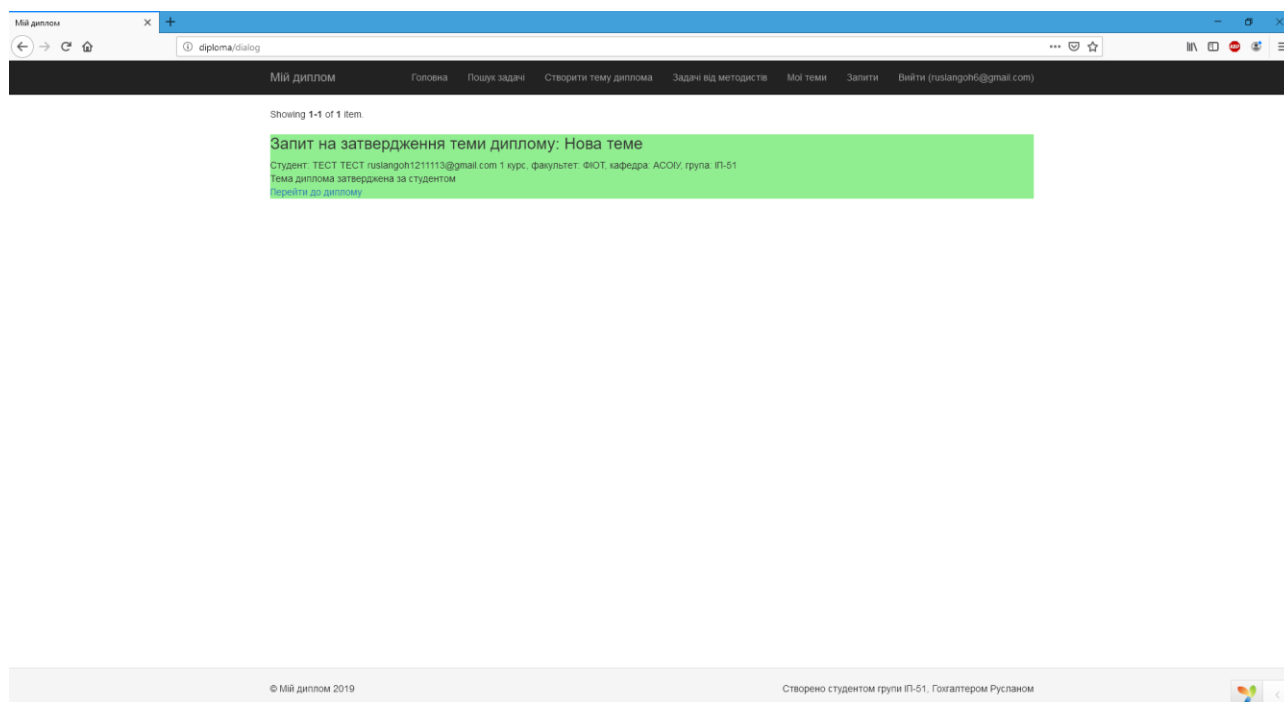 Мій диплом
diploma/dialog
Мій диплом Головна Пошук задачі Створити тему диплома Задачі від методистів Мої теми Запити Вийти (ruslangoh6@gmail.com)
Showing 1-1 of 1 item.
Запит на затвердження теми диплому: Нова теме
Студент: ТЕСТ ТЕСТ ruslangoh1211113@gmail.com 1 курс, факультет: ФІОТ, кафедра: АСОІУ, група: ІП-51
Тема диплома затверджена за студентом
Перейти до диплому
© Мій диплом 2019 Створено студентом групи ІП-51, Гохгалтером Русланом